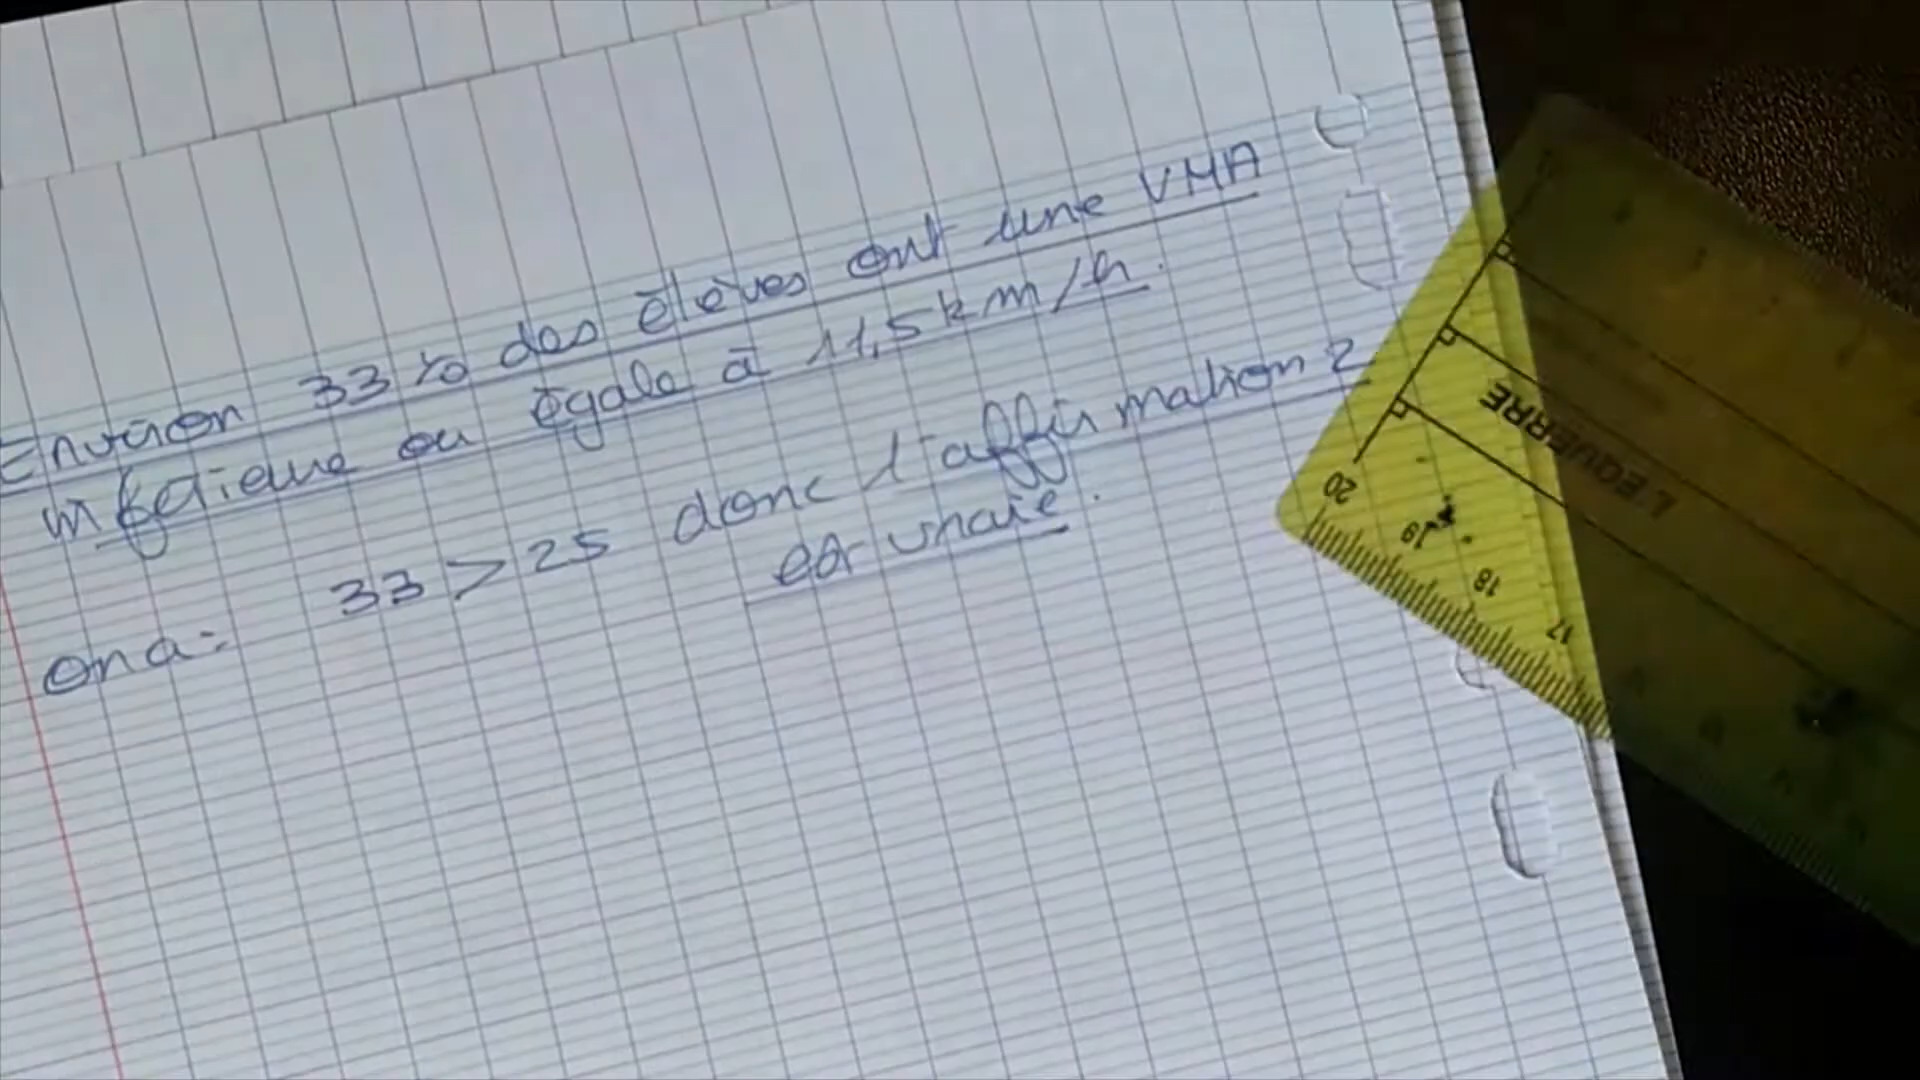 Environ 33% des élèves ont une VMA
inférieure ou égale à 11,5 km/h.
on a : 33 > 25 donc l'affirmation 2
est vraie.
L'EQUERRE
20
19
18
17